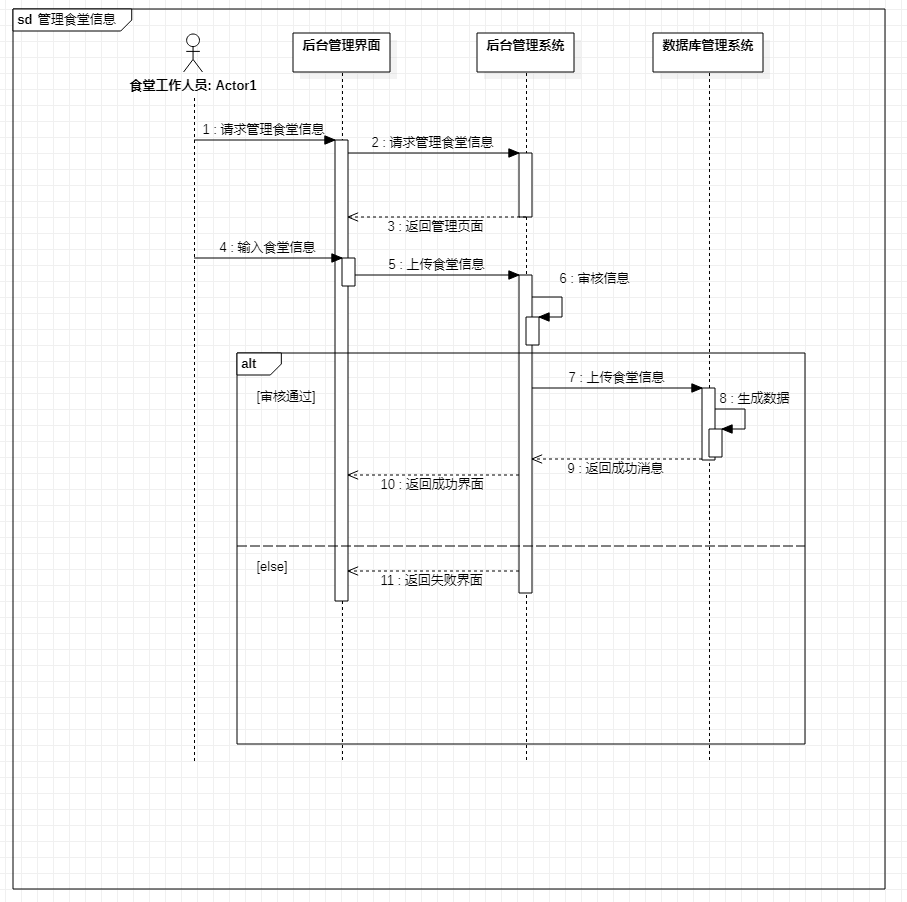 sd 管理食堂信息
后台管理界面
后台管理系统
数据库管理系统
食堂工作人员: Actor1
1 : 请求管理食堂信息
2 : 请求管理食堂信息
3 : 返回管理页面
4 : 输入食堂信息
5 : 上传食堂信息
6 : 审核信息
alt
7 : 上传食堂信息
[审核通过]
8 : 生成数据
9 : 返回成功消息
10 : 返回成功界面
[else]
11 : 返回失败界面